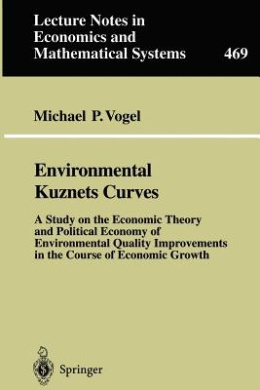 Lecture Notes in
Economics and
Mathematical Systems 469
Michael P. Vogel
Environmental
Kuznets Curves
A Study on the Economic Theory
and Political Economy of
Environmental Quality Improvements
in the Course of Economic Growth
Springer